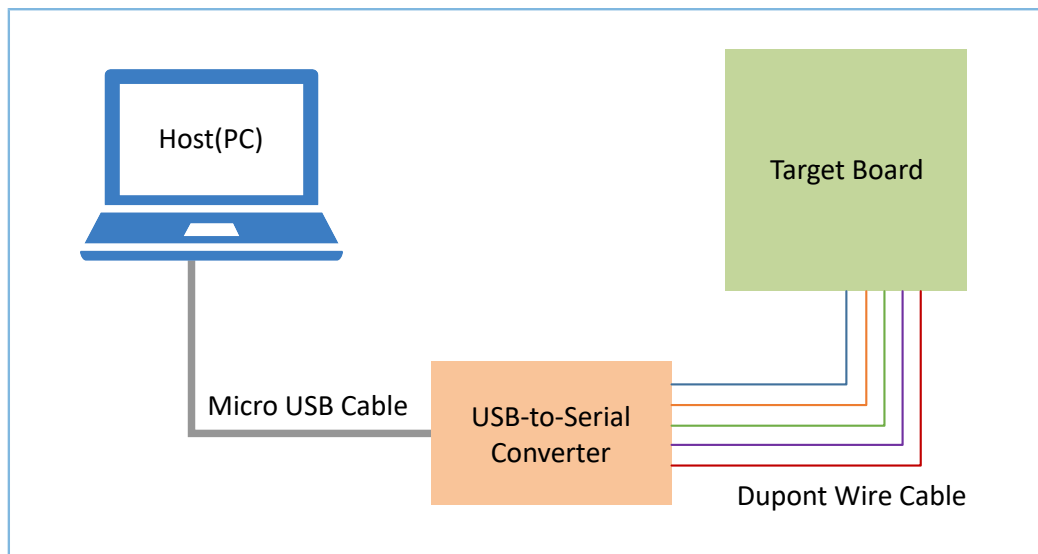 Host(PC)
Target Board
Micro USB Cable
USB-to-Serial
Converter
Dupont Wire Cable